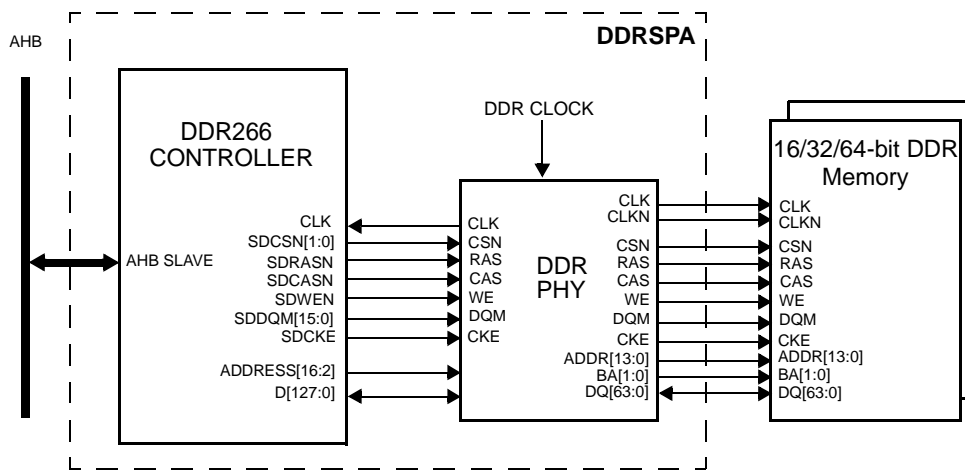 AHB
DDRSPA
DDR266
CONTROLLER
CLK
SDCSN[1:0]
SDRASN
SDCASN
SDWEN
SDDQM[15:0]
SDCKE
ADDRESS[16:2]
D[127:0]
AHB SLAVE
DDR CLOCK
CLK
CSN
RAS
CAS
WE
DQM
CKE
DDR
PHY
CLK
CLKN
CSN
RAS
CAS
WE
DQM
CKE
ADDR[13:0]
BA[1:0]
DQ[63:0]
16/32/64-bit DDR
Memory
CLK
CLKN
CSN
RAS
CAS
WE
DQM
CKE
ADDR[13:0]
BA[1:0]
DQ[63:0]